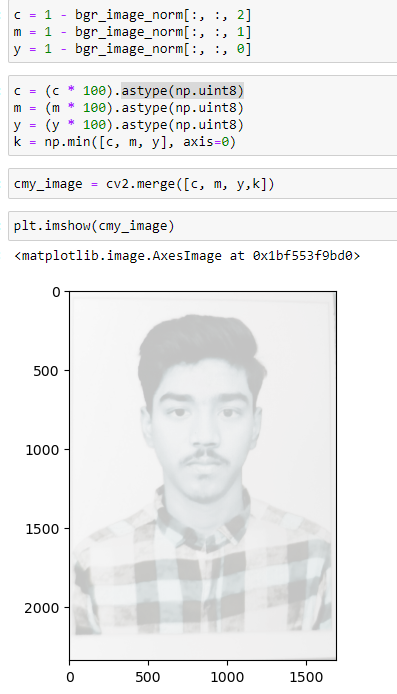 c = 1 - bgr_image_norm[:, :, 2]
m = 1 - bgr_image_norm[:, :, 1]
y = 1 - bgr_image_norm[:, :, 0]
c = (c * 100).astype(np.uint8)
m = (m * 100).astype(np.uint8)
y = (y * 100).astype(np.uint8)
k = np.min([c, m, y], axis=0)
cmy_image = cv2.merge([c, m, y,k])
plt.imshow(cmy_image)
<matplotlib.image.AxesImage at 0x1bf553f9bd0>
0
500
1000
1500
2000
0 500 1000 1500